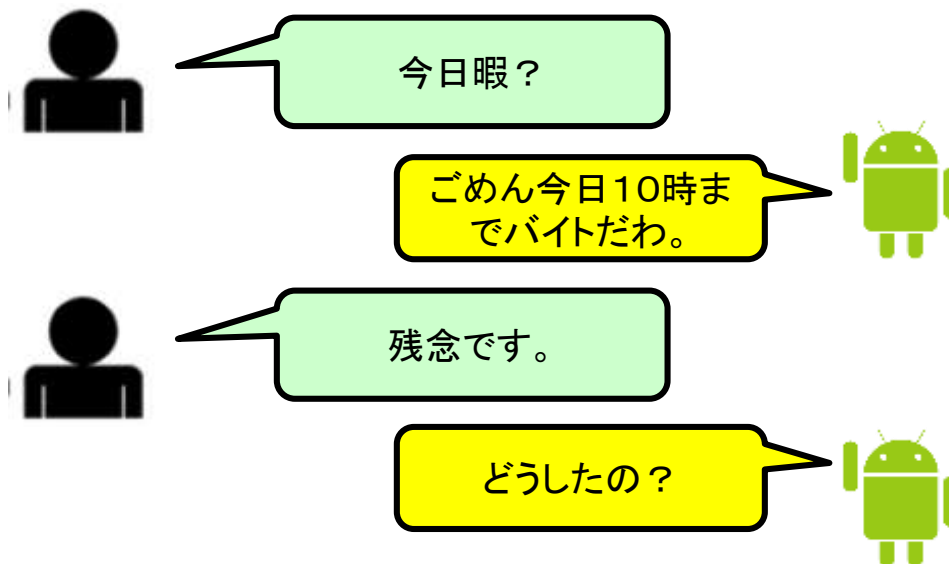 今日暇？
ごめん今日１０時ま
でバイトだわ。
残念です。
どうしたの？